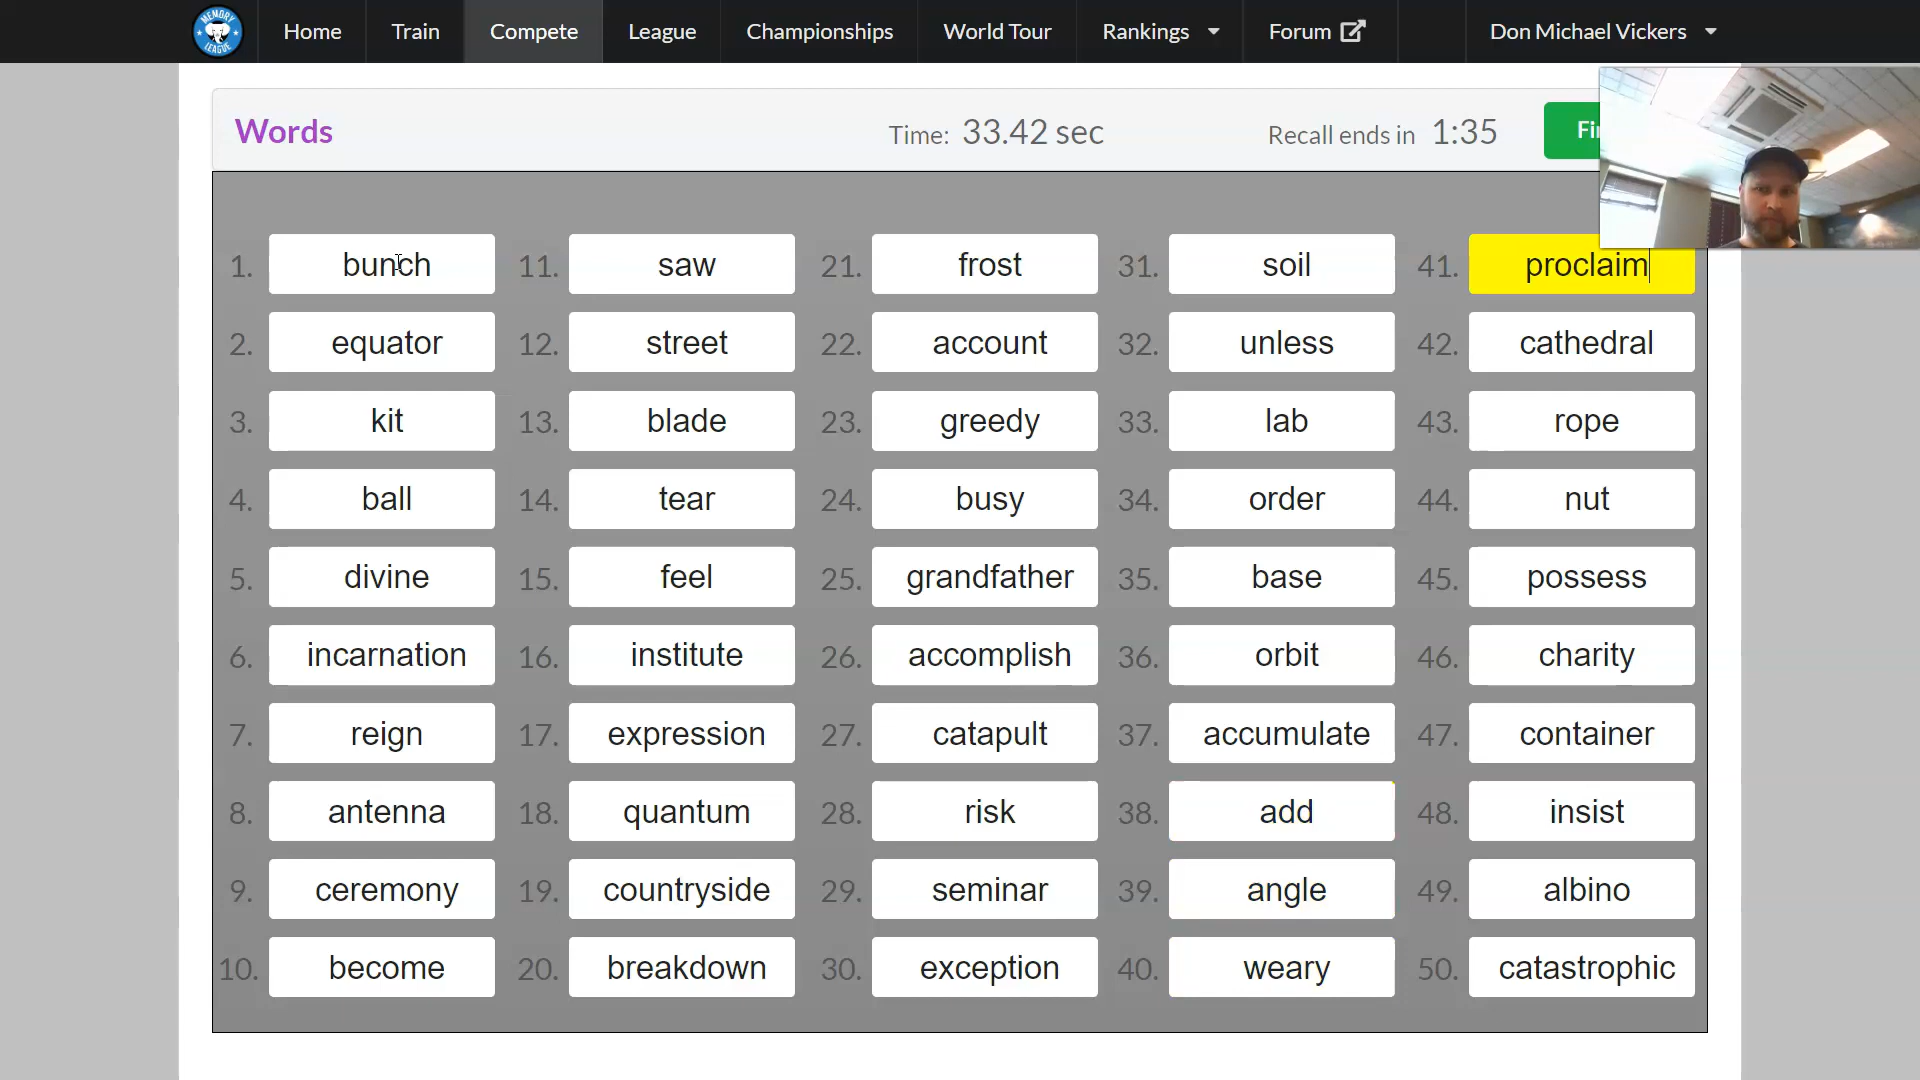 MEMORY LEAGUE
Home Train Compete League Championships World Tour Rankings Forum Don Michael Vickers
Words Time: 33.42 sec Recall ends in 1:35 Fi
1. bunch 11. saw 21. frost 31. soil 41. proclaim
2. equator 12. street 22. account 32. unless 42. cathedral
3. kit 13. blade 23. greedy 33. lab 43. rope
4. ball 14. tear 24. busy 34. order 44. nut
5. divine 15. feel 25. grandfather 35. base 45. possess
6. incarnation 16. institute 26. accomplish 36. orbit 46. charity
7. reign 17. expression 27. catapult 37. accumulate 47. container
8. antenna 18. quantum 28. risk 38. add 48. insist
9. ceremony 19. countryside 29. seminar 39. angle 49. albino
10. become 20. breakdown 30. exception 40. weary 50. catastrophic